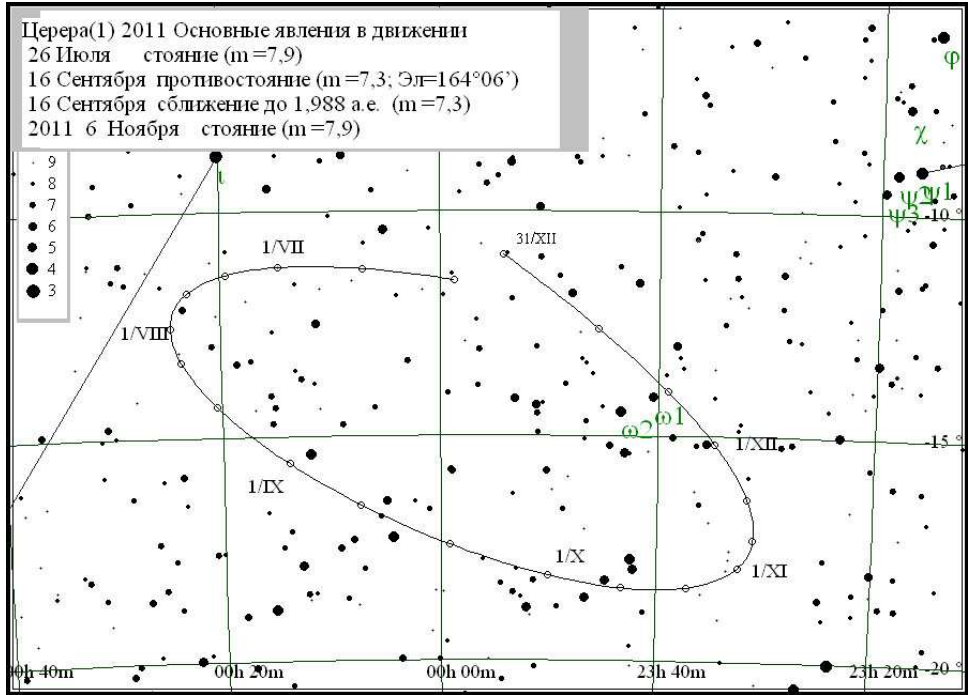 Церера(1) 2011 Основные явления в движении
26 Июля стояние (m =7,9)
16 Сентября противостояние (m =7,3; Эл=164°06’)
16 Сентября сближение до 1,988 а.е. (m =7,3)
2011 6 Ноября стояние (m =7,9)
9
8
7
6
5
4
3
φ
χ
ι
ψ2
ψ1
ψ3
-10 °
1/VII
31/XII
1/VIII
ω2
ω1
1/XII
-15 °
1/IX
1/X
1/XI
00h 40m
00h 20m
00h 00m
23h 40m
23h 20m
-20 °